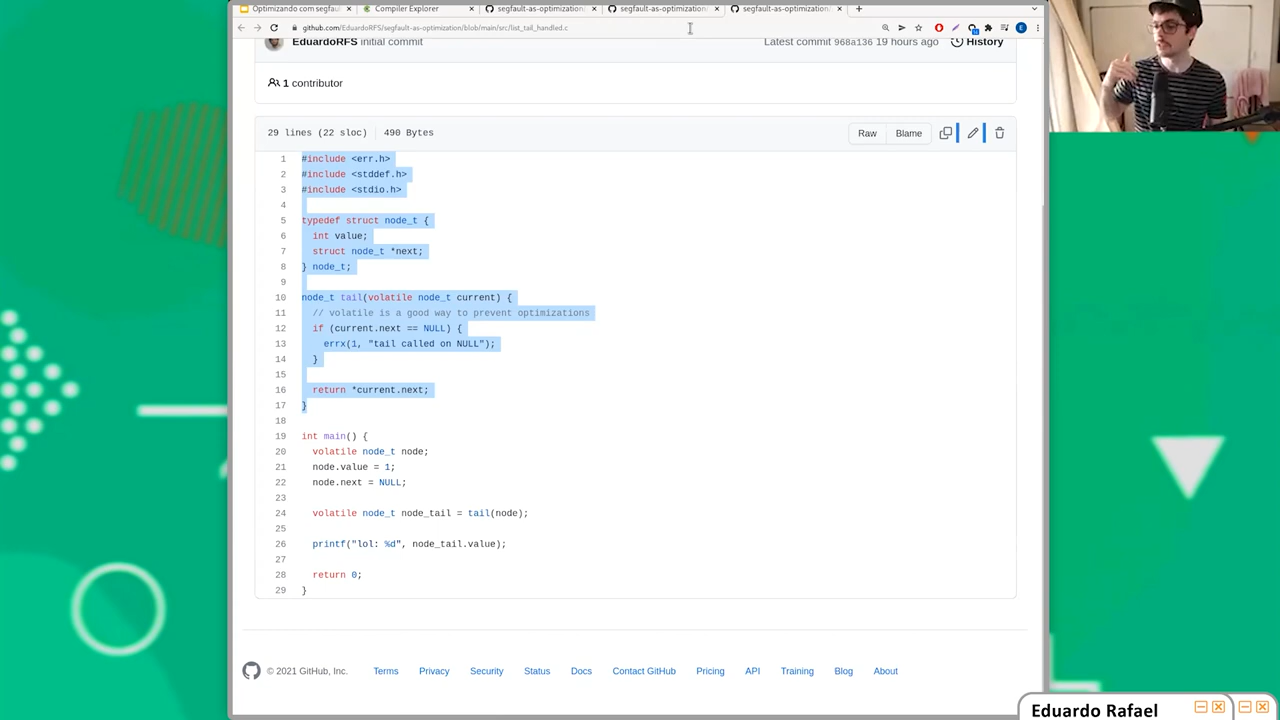 Optimizando com segfaul
Compiler Explorer
segfault-as-optimization/
segfault-as-optimization/
segfault-as-optimization/
github.com/EduardoRFS/segfault-as-optimization/blob/main/src/list_tail_handled.c
E
EduardoRFS initial commit
Latest commit 968a136 19 hours ago
History
1 contributor
29 lines (22 sloc) 490 Bytes
Raw
Blame
1 #include <err.h>
2 #include <stddef.h>
3 #include <stdio.h>
4
5 typedef struct node_t {
6 int value;
7 struct node_t *next;
8 } node_t;
9
10 node_t tail(volatile node_t current) {
11 // volatile is a good way to prevent optimizations
12 if (current.next == NULL) {
13 errx(1, "tail called on NULL");
14 }
15
16 return *current.next;
17 }
18
19 int main() {
20 volatile node_t node;
21 node.value = 1;
22 node.next = NULL;
23
24 volatile node_t node_tail = tail(node);
25
26 printf("lol: %d", node_tail.value);
27
28 return 0;
29 }
© 2021 GitHub, Inc.
Terms
Privacy
Security
Status
Docs
Contact GitHub
Pricing
API
Training
Blog
About
Eduardo Rafael